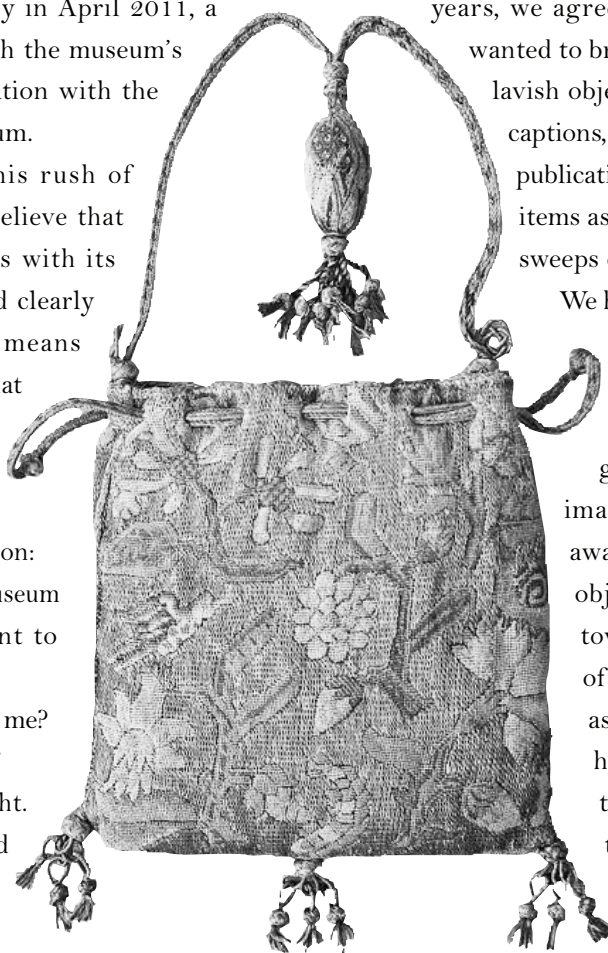 y in April 2011, a
h the museum's
tion with the
um.
his rush of
elieve that
s with its
d clearly
means
at
on:
useum
nt to
me?
ht.
d
years, we agre
wanted to br
lavish obje
captions,
publicati
items as
sweeps
We
g
ima
awa
obj
of
as
h
t